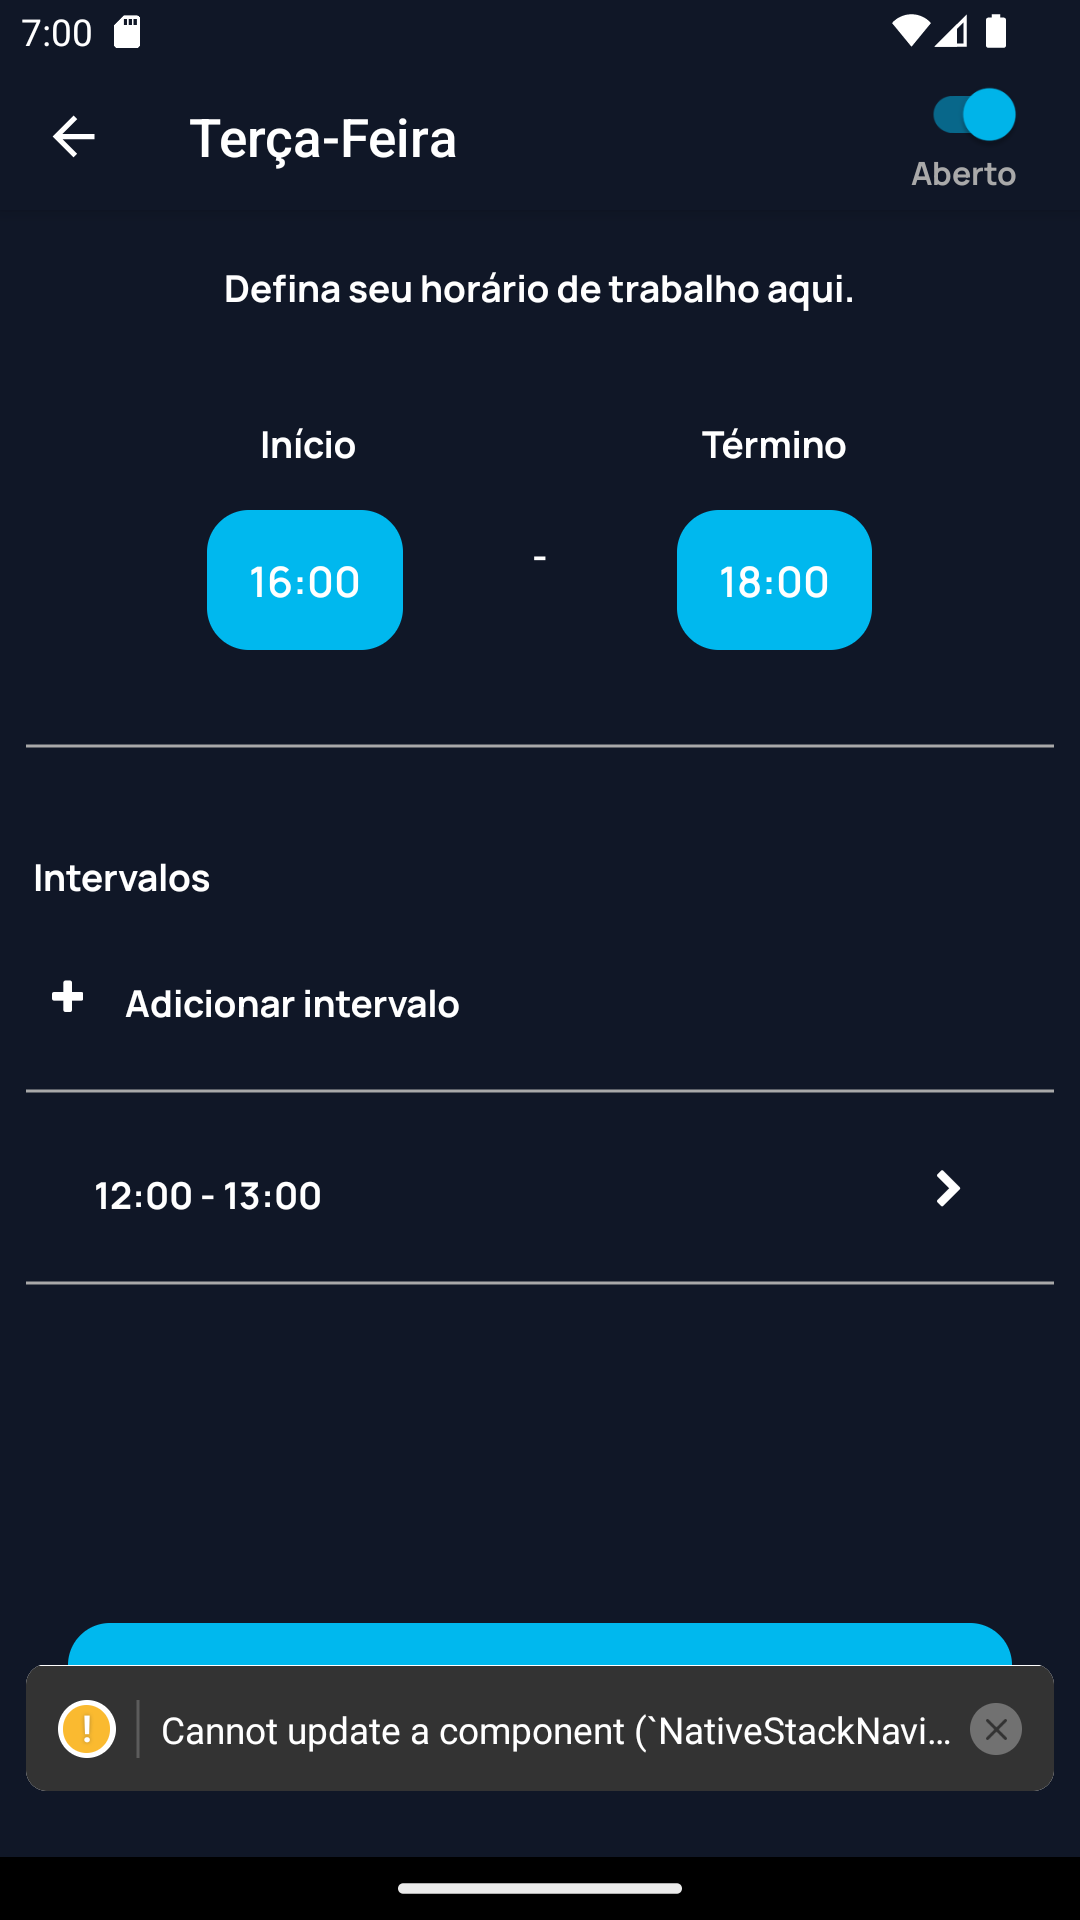 7:00
Terça-Feira
Aberto
Defina seu horário de trabalho aqui.
Início
Término
16:00
-
18:00
Intervalos
Adicionar intervalo
12:00 - 13:00
Cannot update a component (`NativeStackNavi...